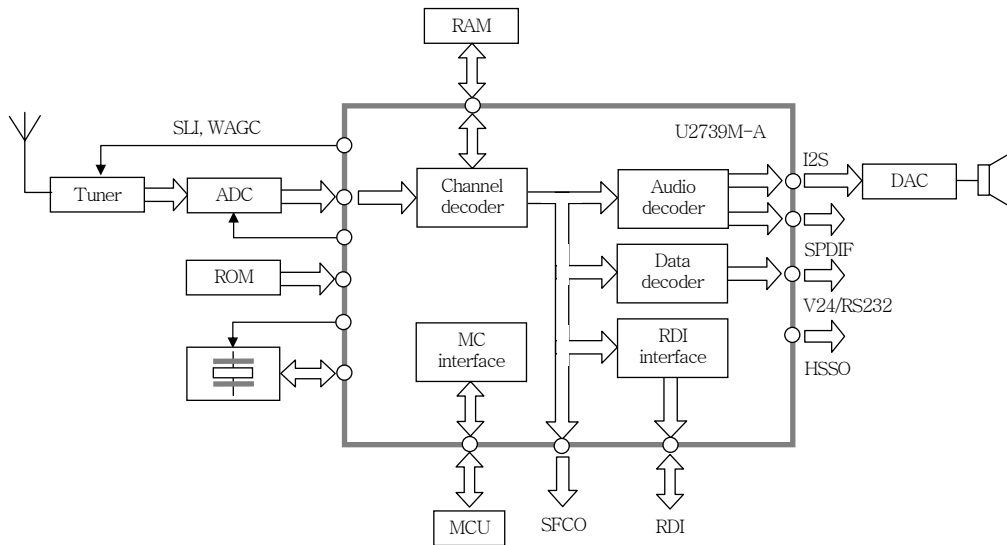 RAM
SLI, WAGC
U2739M-A
I2S
Tuner
ADC
Channel
decoder
Audio
decoder
DAC
SPDIF
ROM
Data
decoder
V24/RS232
MC
interface
RDI
interface
HSSO
MCU
SFCO
RDI